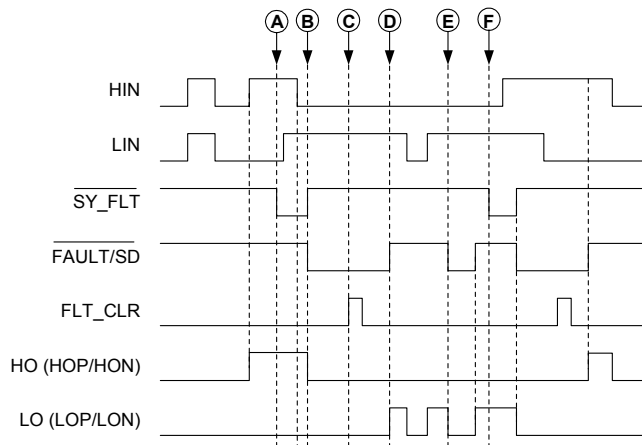 A B C D E F
HIN
LIN
SY_FLT
FAULT/SD
FLT_CLR
HO (HOP/HON)
LO (LOP/LON)